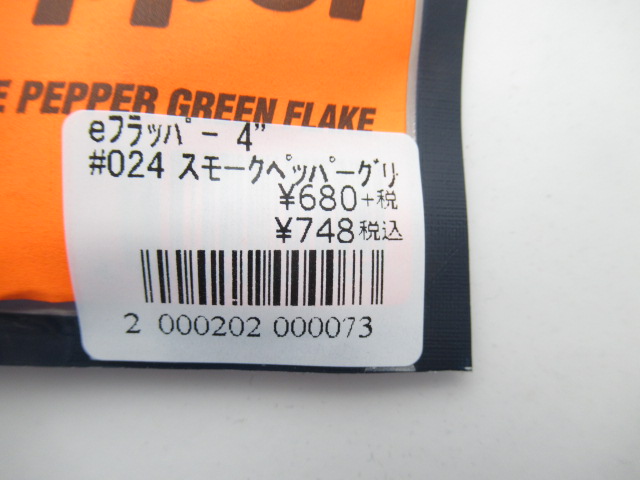 E PEPPER GREEN FLAKE
eフラッパー 4"
#024 スモークペッパーグリ
¥680+税
¥748税込
2 000202 000073